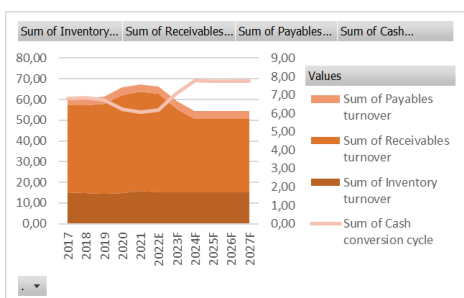 Sum of Inventory... Sum of Receivables... Sum of Payables... Sum of Cash...
80,00
70,00
60,00
50,00
40,00
30,00
20,00
10,00
0,00
9,00
8,00
7,00
6,00
5,00
4,00
3,00
2,00
1,00
0,00
2017
2018
2019
2020
2021
2022E
2023F
2024F
2025F
2026F
2027F
Values
Sum of Payables
turnover
Sum of Receivables
turnover
Sum of Inventory
turnover
Sum of Cash
conversion cycle
.